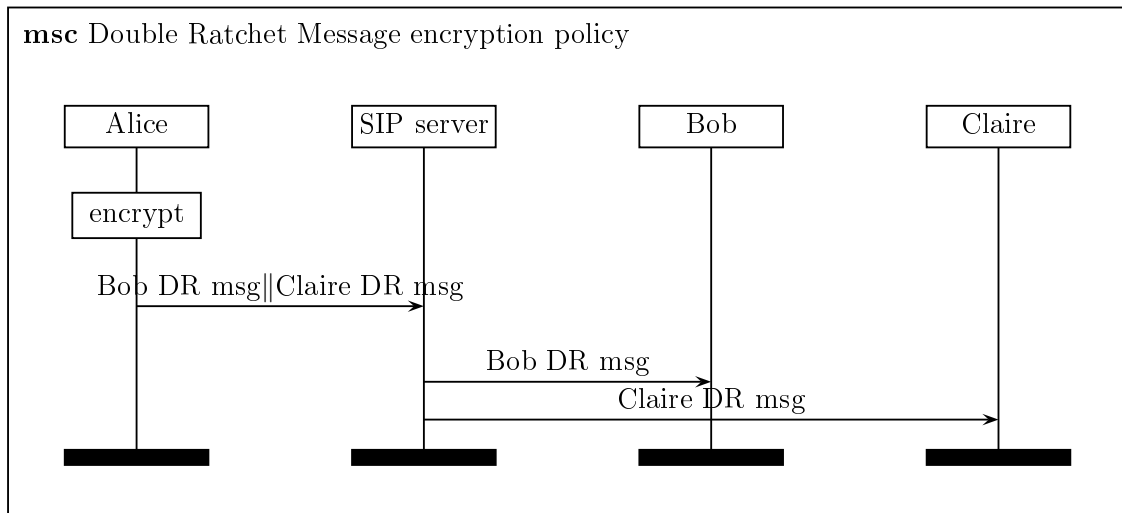 msc Double Ratchet Message encryption policy
Alice
SIP server
Bob
Claire
encrypt
Bob DR msg||Claire DR msg
Bob DR msg
Claire DR msg